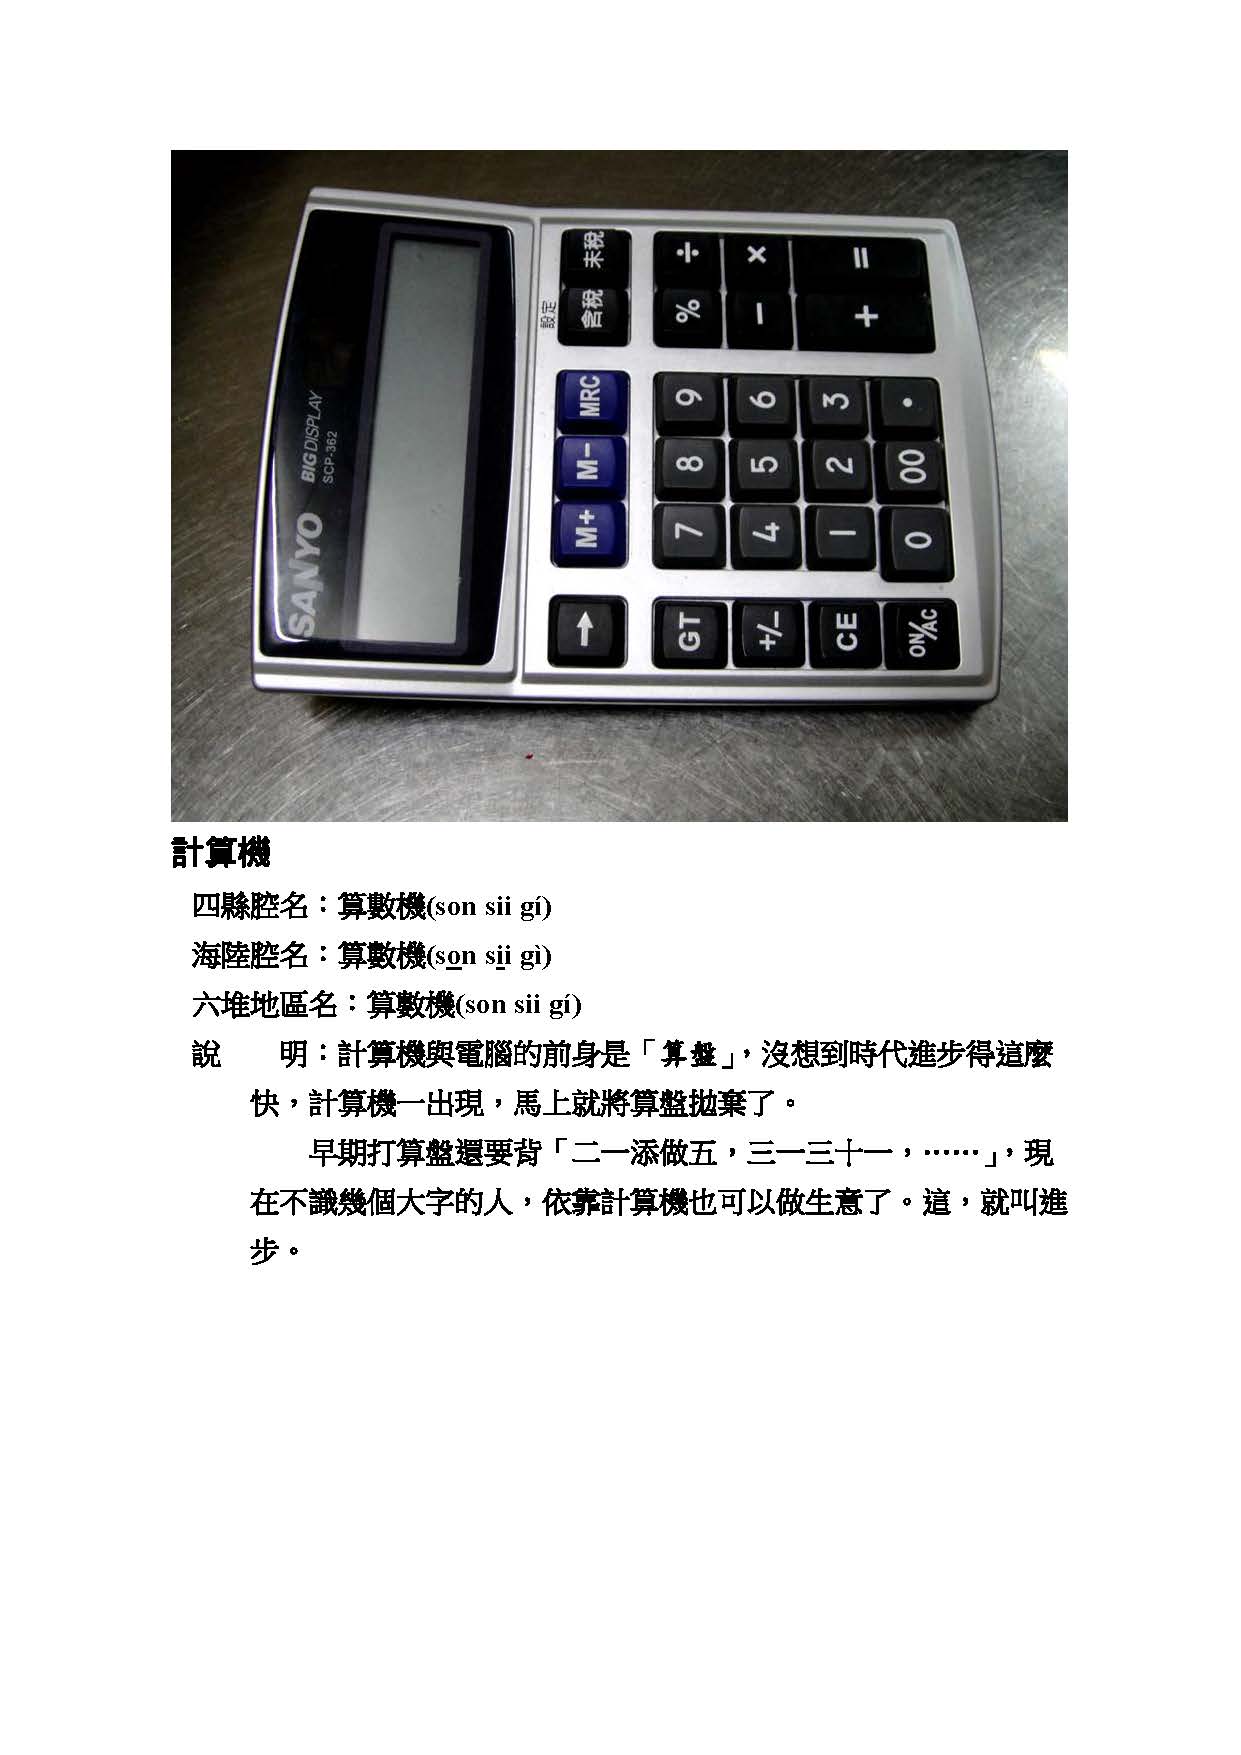 SANYO
BIG DISPLAY
SCP-362
設定
未稅
含稅
÷
×
=
%
−
+
MRC
M−
M+
9
6
3
.
8
5
2
00
7
4
1
0
→
GT
+/−
CE
ON/AC
計算機
四縣腔名：算數機(son sii gí)
海陸腔名：算數機(son sii gì)
六堆地區名：算數機(son sii gí)
說　　明：計算機與電腦的前身是「算盤」，沒想到時代進步得這麼
快，計算機一出現，馬上就將算盤拋棄了。
早期打算盤還要背「二一添做五，三一三十一，……」，現
在不識幾個大字的人，依靠計算機也可以做生意了。這，就叫進
步。